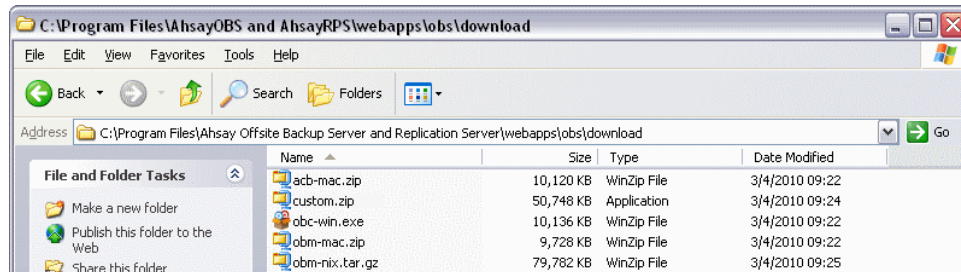 C:\Program Files\AhsayOBS and AhsayRPS\webapps\obs\download
File Edit View Favorites Tools Help
Back Search Folders
Address C:\Program Files\Ahsay Offsite Backup Server and Replication Server\webapps\obs\download Go
File and Folder Tasks
Make a new folder
Publish this folder to the
Web
Share this folder
Name Size Type Date Modified
acb-mac.zip 10,120 KB WinZip File 3/4/2010 09:22
custom.zip 50,748 KB Application 3/4/2010 09:24
obc-win.exe 10,136 KB WinZip File 3/4/2010 09:22
obm-mac.zip 9,728 KB WinZip File 3/4/2010 09:22
obm-nix.tar.gz 79,782 KB WinZip File 3/4/2010 09:25